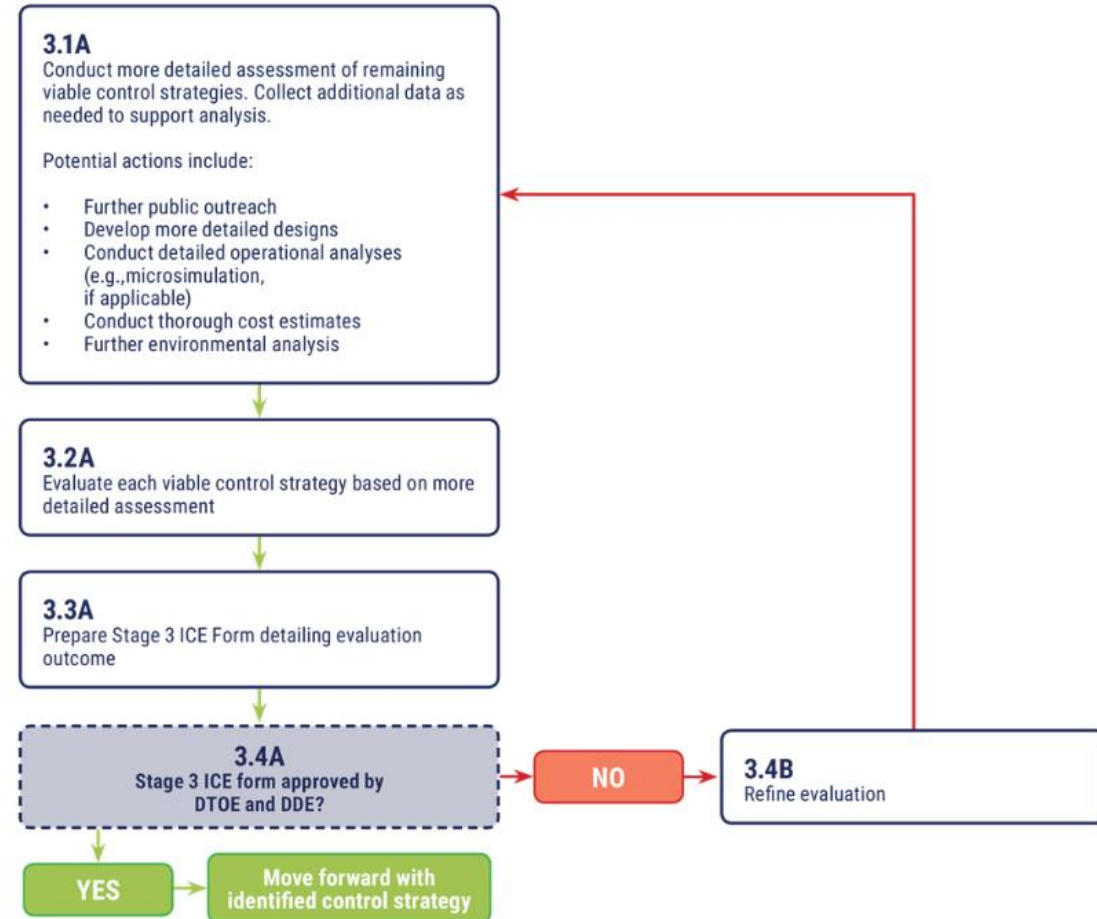 3.1A
Conduct more detailed assessment of remaining
viable control strategies. Collect additional data as
needed to support analysis.
Potential actions include:
• Further public outreach
• Develop more detailed designs
• Conduct detailed operational analyses
(e.g.,microsimulation,
if applicable)
• Conduct thorough cost estimates
• Further environmental analysis
3.2A
Evaluate each viable control strategy based on more
detailed assessment
3.3A
Prepare Stage 3 ICE Form detailing evaluation
outcome
3.4A
Stage 3 ICE form approved by
DTOE and DDE?
NO
3.4B
Refine evaluation
YES
Move forward with
identified control strategy